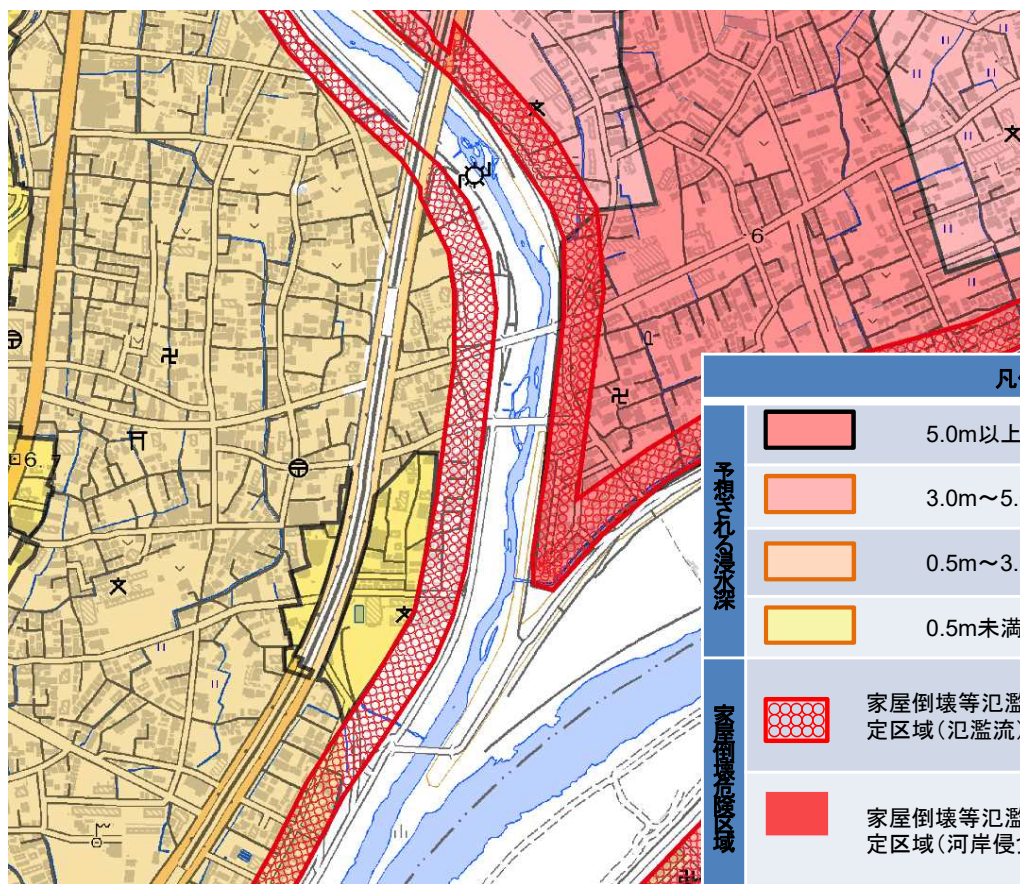 6
6.7
凡
予想される浸水深
5.0m以上
3.0m～5.
0.5m～3.
0.5m未満
家屋倒壊危険区域
家屋倒壊等氾濫
定区域(氾濫流)
家屋倒壊等氾濫
定区域(河岸侵